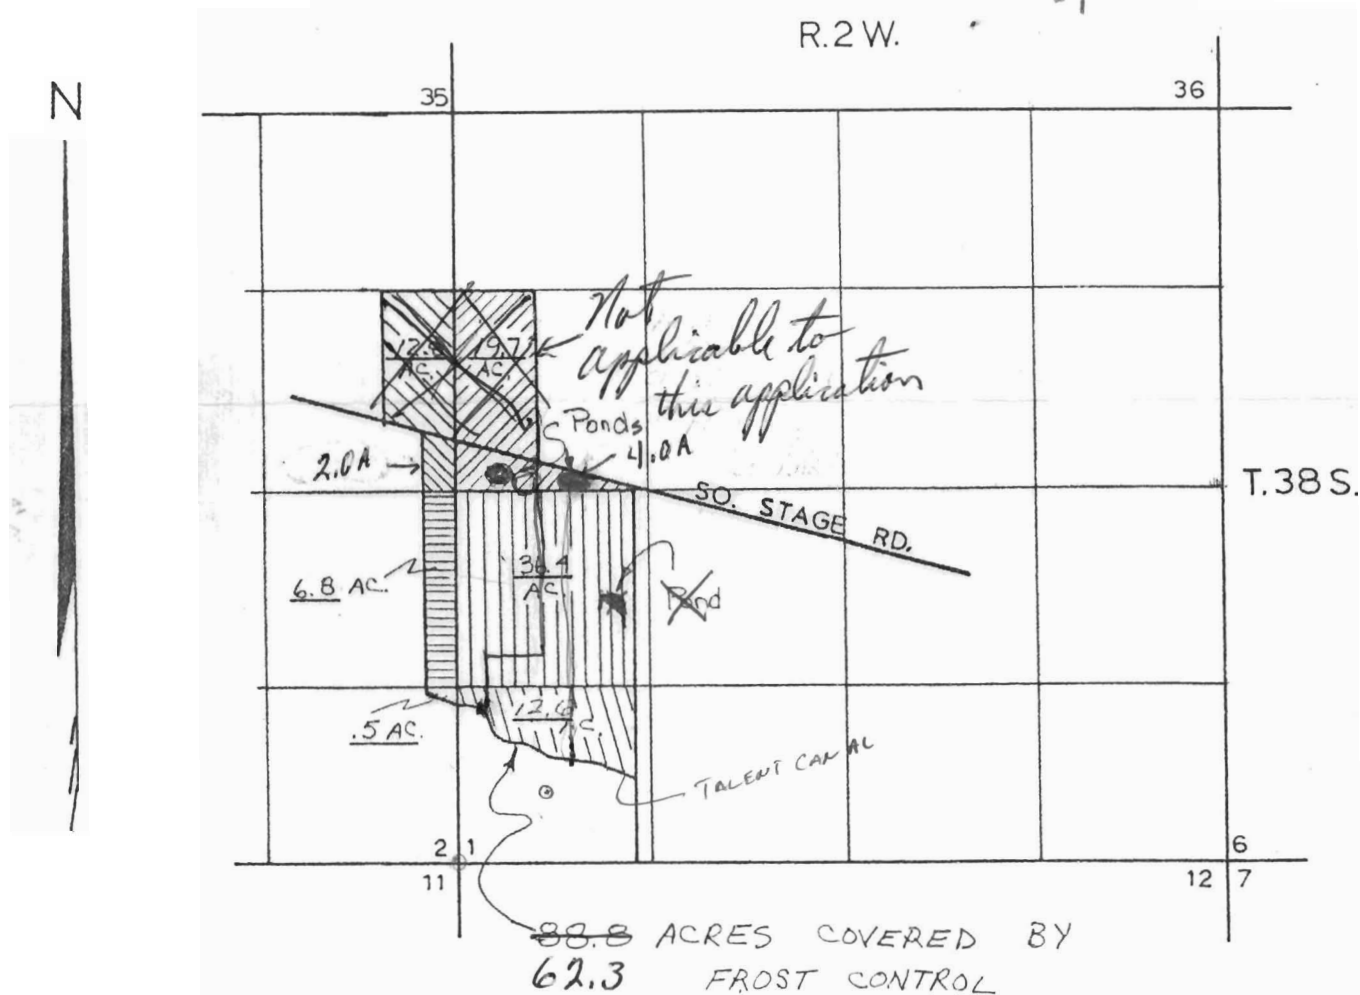 R.2W.
N
35
36
Not
applicable to
this application
12.4
AC.
19.7
AC.
Ponds
4.0A
2.0A
T.38S.
SO. STAGE RD.
36.4
AC.
6.8 AC.
Pond
12.6
AC.
.5 AC.
TALENT CANAL
2
1
6
11
12
7
88.8 ACRES COVERED BY
62.3 FROST CONTROL